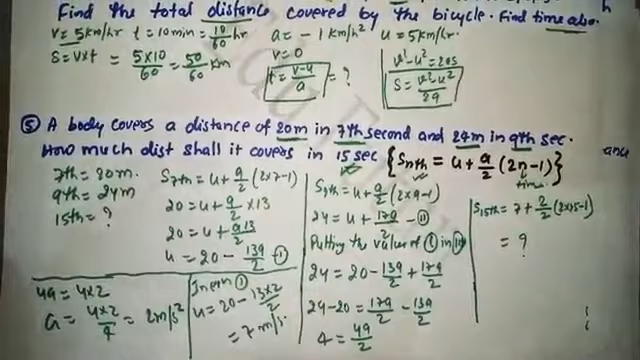 Find the total distance covered by the bicycle. Find time also.
h
v = 5km/hr t = 10min = 10/60 hr a = -1 km/h² u = 5km/hr.
S = v×t = 5×10/60 = 50/60 km
v = 0
t = v-u/a = ?
v²-u² = 2as
S = v²-u²/2a
⑤ A body covers a distance of 20m in 7th second and 24m in 9th sec.
How much dist shall it covers in 15 sec {Snth = u + a/2 (2n-1)}
time
7th = 20m.
9th = 24m
15th = ?
S7th = u + a/2 (2×7-1)
20 = u + a/2 × 13
20 = u + a13/2
u = 20 - 13a/2 -①
S9th = u + a/2 (2×9-1)
24 = u + 17a/2 -⑪
Putting the value of ① in ⑪
24 = 20 - 13a/2 + 17a/2
24-20 = 17a/2 - 13a/2
4 = 4a/2
S15th = 7 + 2/2 (2×15-1)
= ?
4a = 4×2
a = 4×2/4 = 2m/s²
In eqn ①
u = 20 - 13×2/2
= 7 m/s.